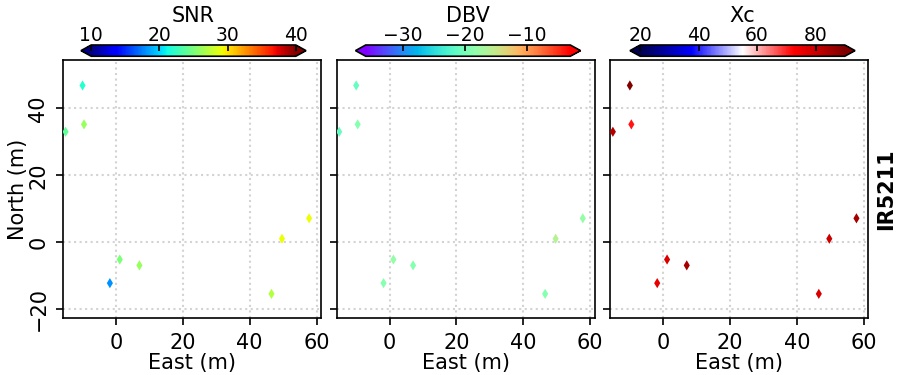 SNR DBV Xc
10 20 30 40 −30 −20 −10 20 40 60 80
North (m)
40
20
0
−20
IR5211
0 20 40 60 0 20 40 60 0 20 40 60
East (m) East (m) East (m)